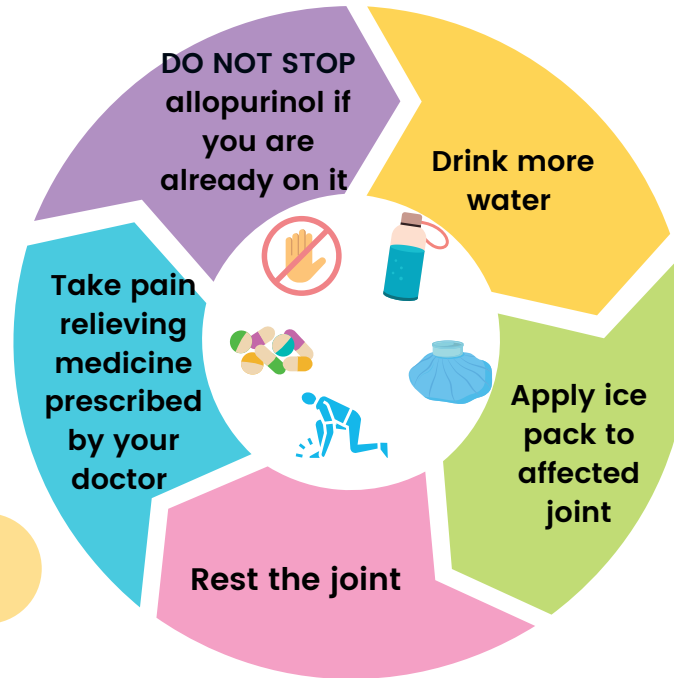 DO NOT STOP
allopurinol if
you are
already on it
Drink more
water
Apply ice
pack to
affected
joint
Rest the joint
Take pain
relieving
medicine
prescribed
by your
doctor